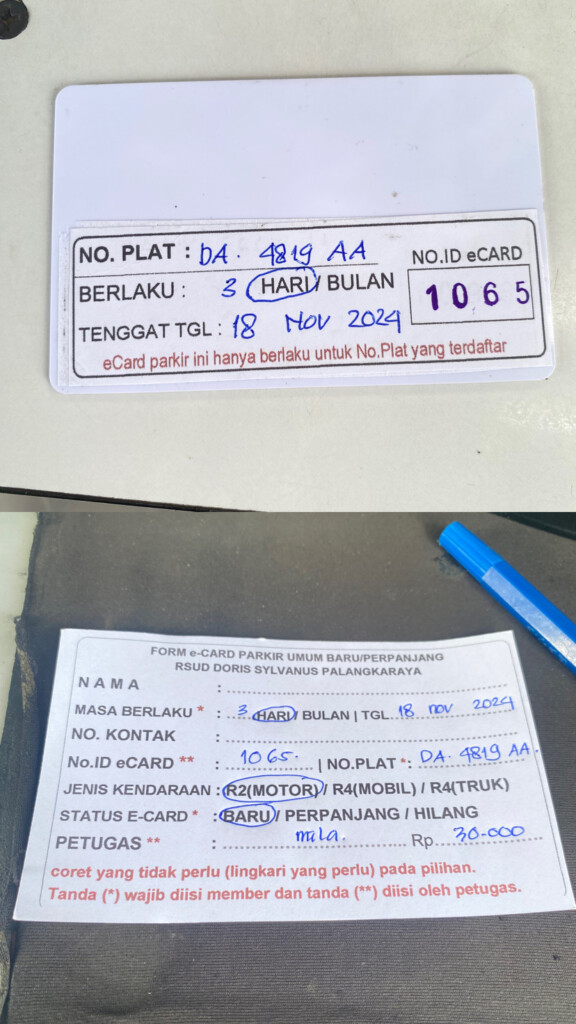 NO. PLAT : DA. 4819 AA
NO.ID eCARD
BERLAKU : 3 HARI / BULAN
1065
TENGGAT TGL : 18 NOV 2024
eCard parkir ini hanya berlaku untuk No.Plat yang terdaftar
FORM e-CARD PARKIR UMUM BARU/PERPANJANG
RSUD DORIS SYLVANUS PALANGKARAYA
NAMA : ..........
MASA BERLAKU * : 3 HARI / BULAN | TGL 18 nov 2024
NO. KONTAK : ..........
No.ID eCARD ** : 1065. | NO.PLAT *: DA. 4819 AA.
JENIS KENDARAAN : R2(MOTOR) / R4(MOBIL) / R4(TRUK)
STATUS E-CARD * : BARU / PERPANJANG / HILANG
PETUGAS ** : mila. Rp. 30.000
coret yang tidak perlu (lingkari yang perlu) pada pilihan.
Tanda (*) wajib diisi member dan tanda (**) diisi oleh petugas.